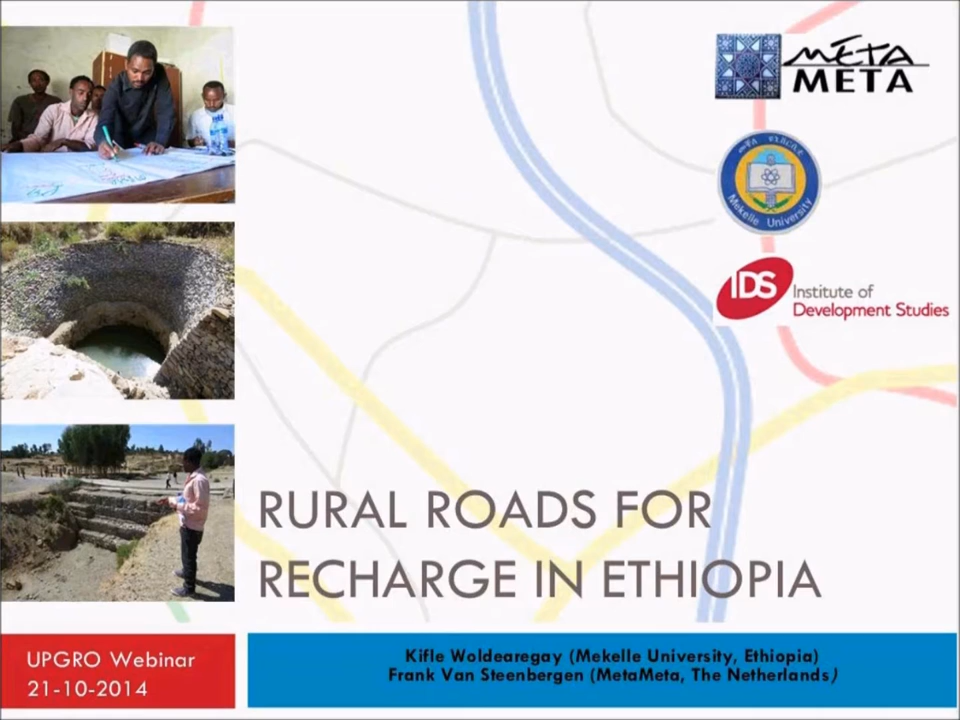 META
META
Mekelle University
IDS
Institute of
Development Studies
RURAL ROADS FOR
RECHARGE IN ETHIOPIA
UPGRO Webinar
21-10-2014
Kifle Woldearegay (Mekelle University, Ethiopia)
Frank Van Steenbergen (MetaMeta, The Netherlands)